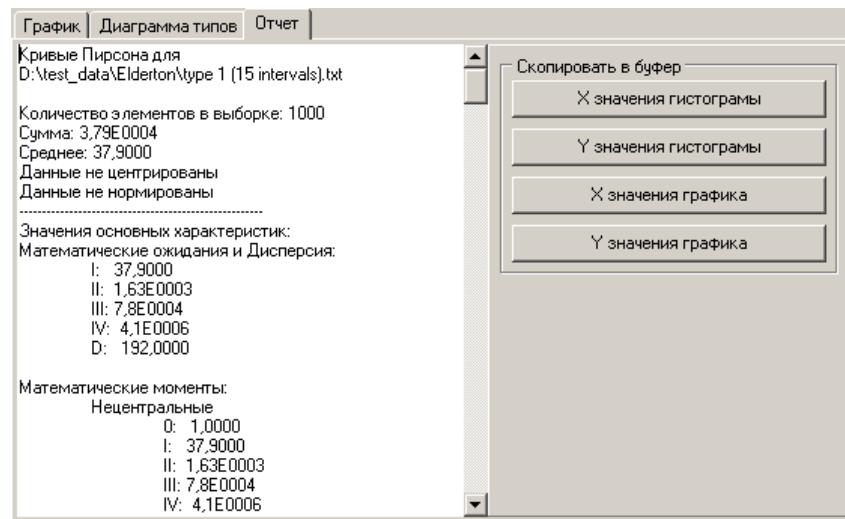 График
Диаграмма типов
Отчет
Кривые Пирсона для
D:\test_data\Elderton\type 1 (15 intervals).txt
Количество элементов в выборке: 1000
Сумма: 3,79E0004
Среднее: 37,9000
Данные не центрированы
Данные не нормированы
------------------------------------------------------
Значения основных характеристик:
Математические ожидания и Дисперсия:
I: 37,9000
II: 1,63E0003
III: 7,8E0004
IV: 4,1E0006
D: 192,0000
Математические моменты:
Нецентральные
0: 1,0000
I: 37,9000
II: 1,63E0003
III: 7,8E0004
IV: 4,1E0006
Скопировать в буфер
X значения гистограмы
Y значения гистограмы
X значения графика
Y значения графика